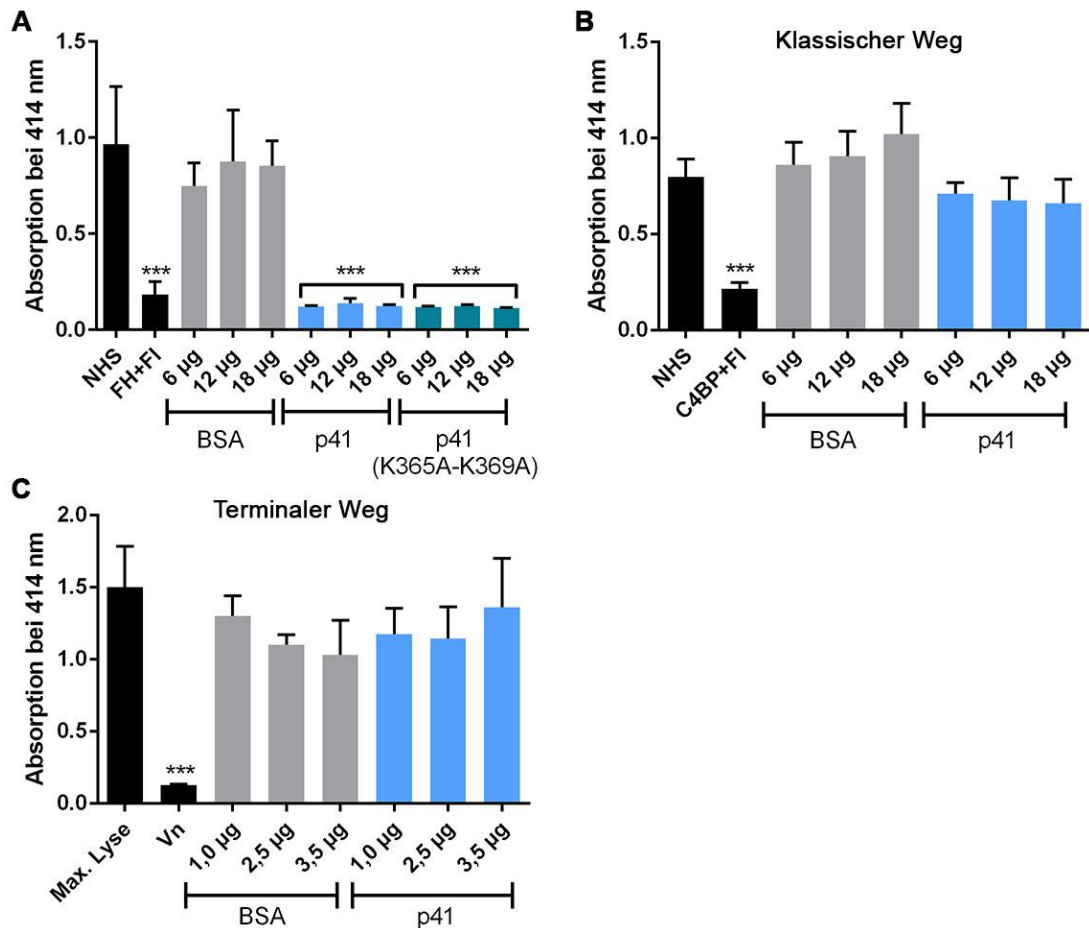 A
Absorption bei 414 nm
1.5
1.0
0.5
0.0
***
***
***
NHS
FH+FI
6 µg
12 µg
18 µg
6 µg
12 µg
18 µg
6 µg
12 µg
18 µg
BSA
p41
p41
(K365A-K369A)
B
Klassischer Weg
Absorption bei 414 nm
1.5
1.0
0.5
0.0
***
NHS
C4BP+FI
6 µg
12 µg
18 µg
6 µg
12 µg
18 µg
BSA
p41
C
Terminaler Weg
Absorption bei 414 nm
2.0
1.5
1.0
0.5
0.0
***
Max. Lyse
Vn
1,0 µg
2,5 µg
3,5 µg
1,0 µg
2,5 µg
3,5 µg
BSA
p41